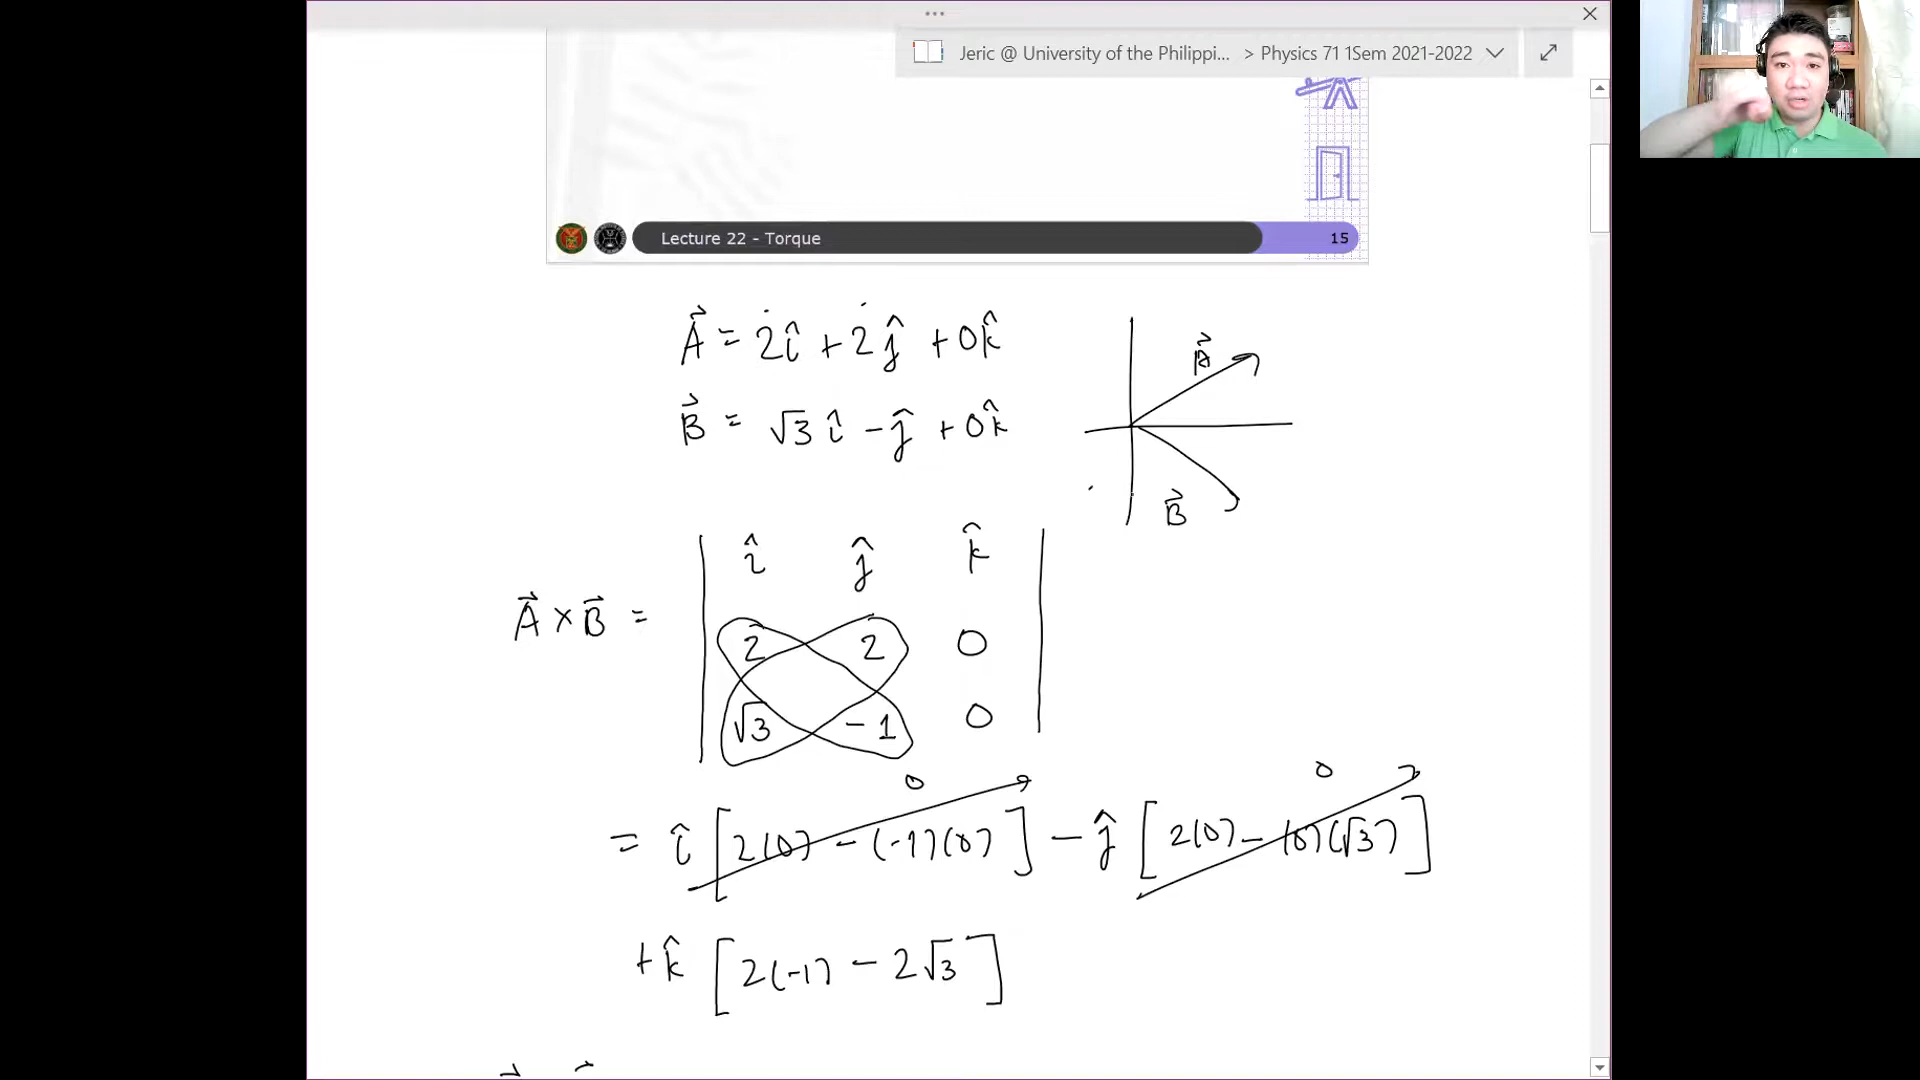 ...
Jeric @ University of the Philippi... > Physics 71 1Sem 2021-2022
Lecture 22 - Torque 15
A⃗ = 2î + 2ĵ + 0k̂
A⃗
B⃗ = √3 î - ĵ + 0k̂
B⃗
î ĵ k̂
A⃗ × B⃗ =
2 2 0
√3 -1 0
0 0
= î [2(0) - (-1)(0)] - ĵ [2(0) - (0)(√3)]
+ k̂ [2(-1) - 2√3]